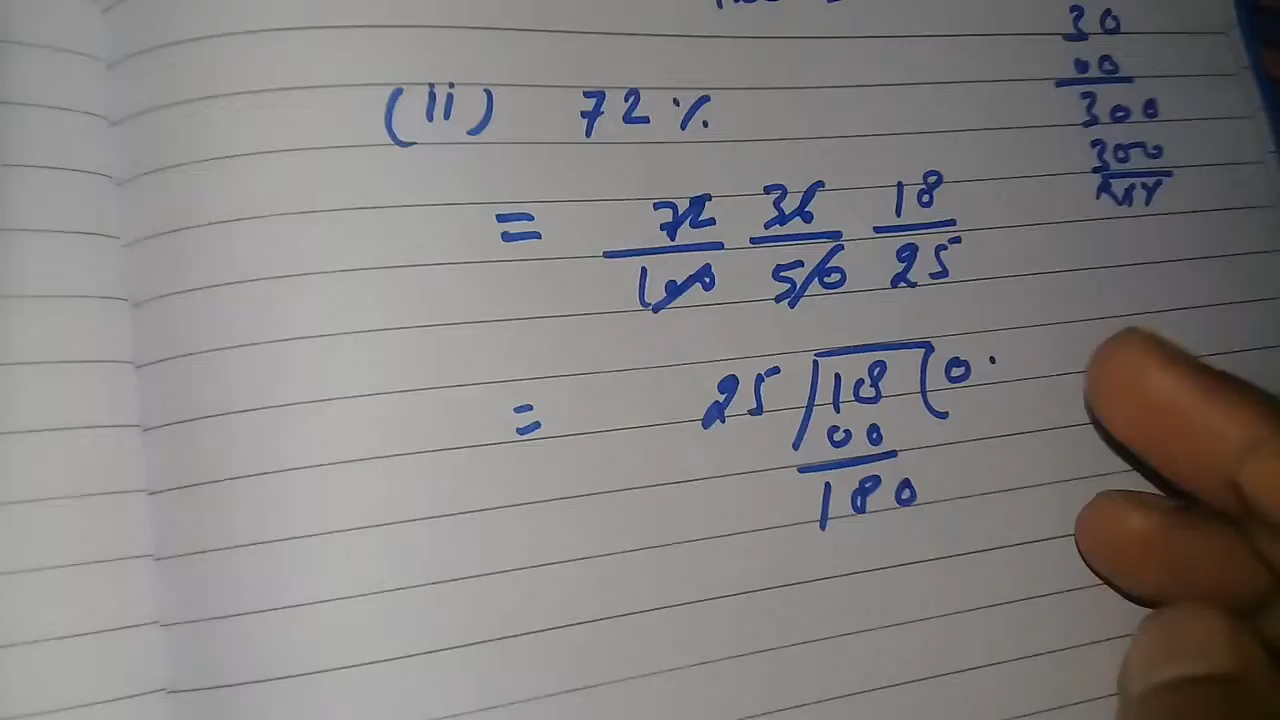 30
00
300
300
(ii) 72%
= 72/100 36/50 18/25
= 25 √18 (0.
00
180